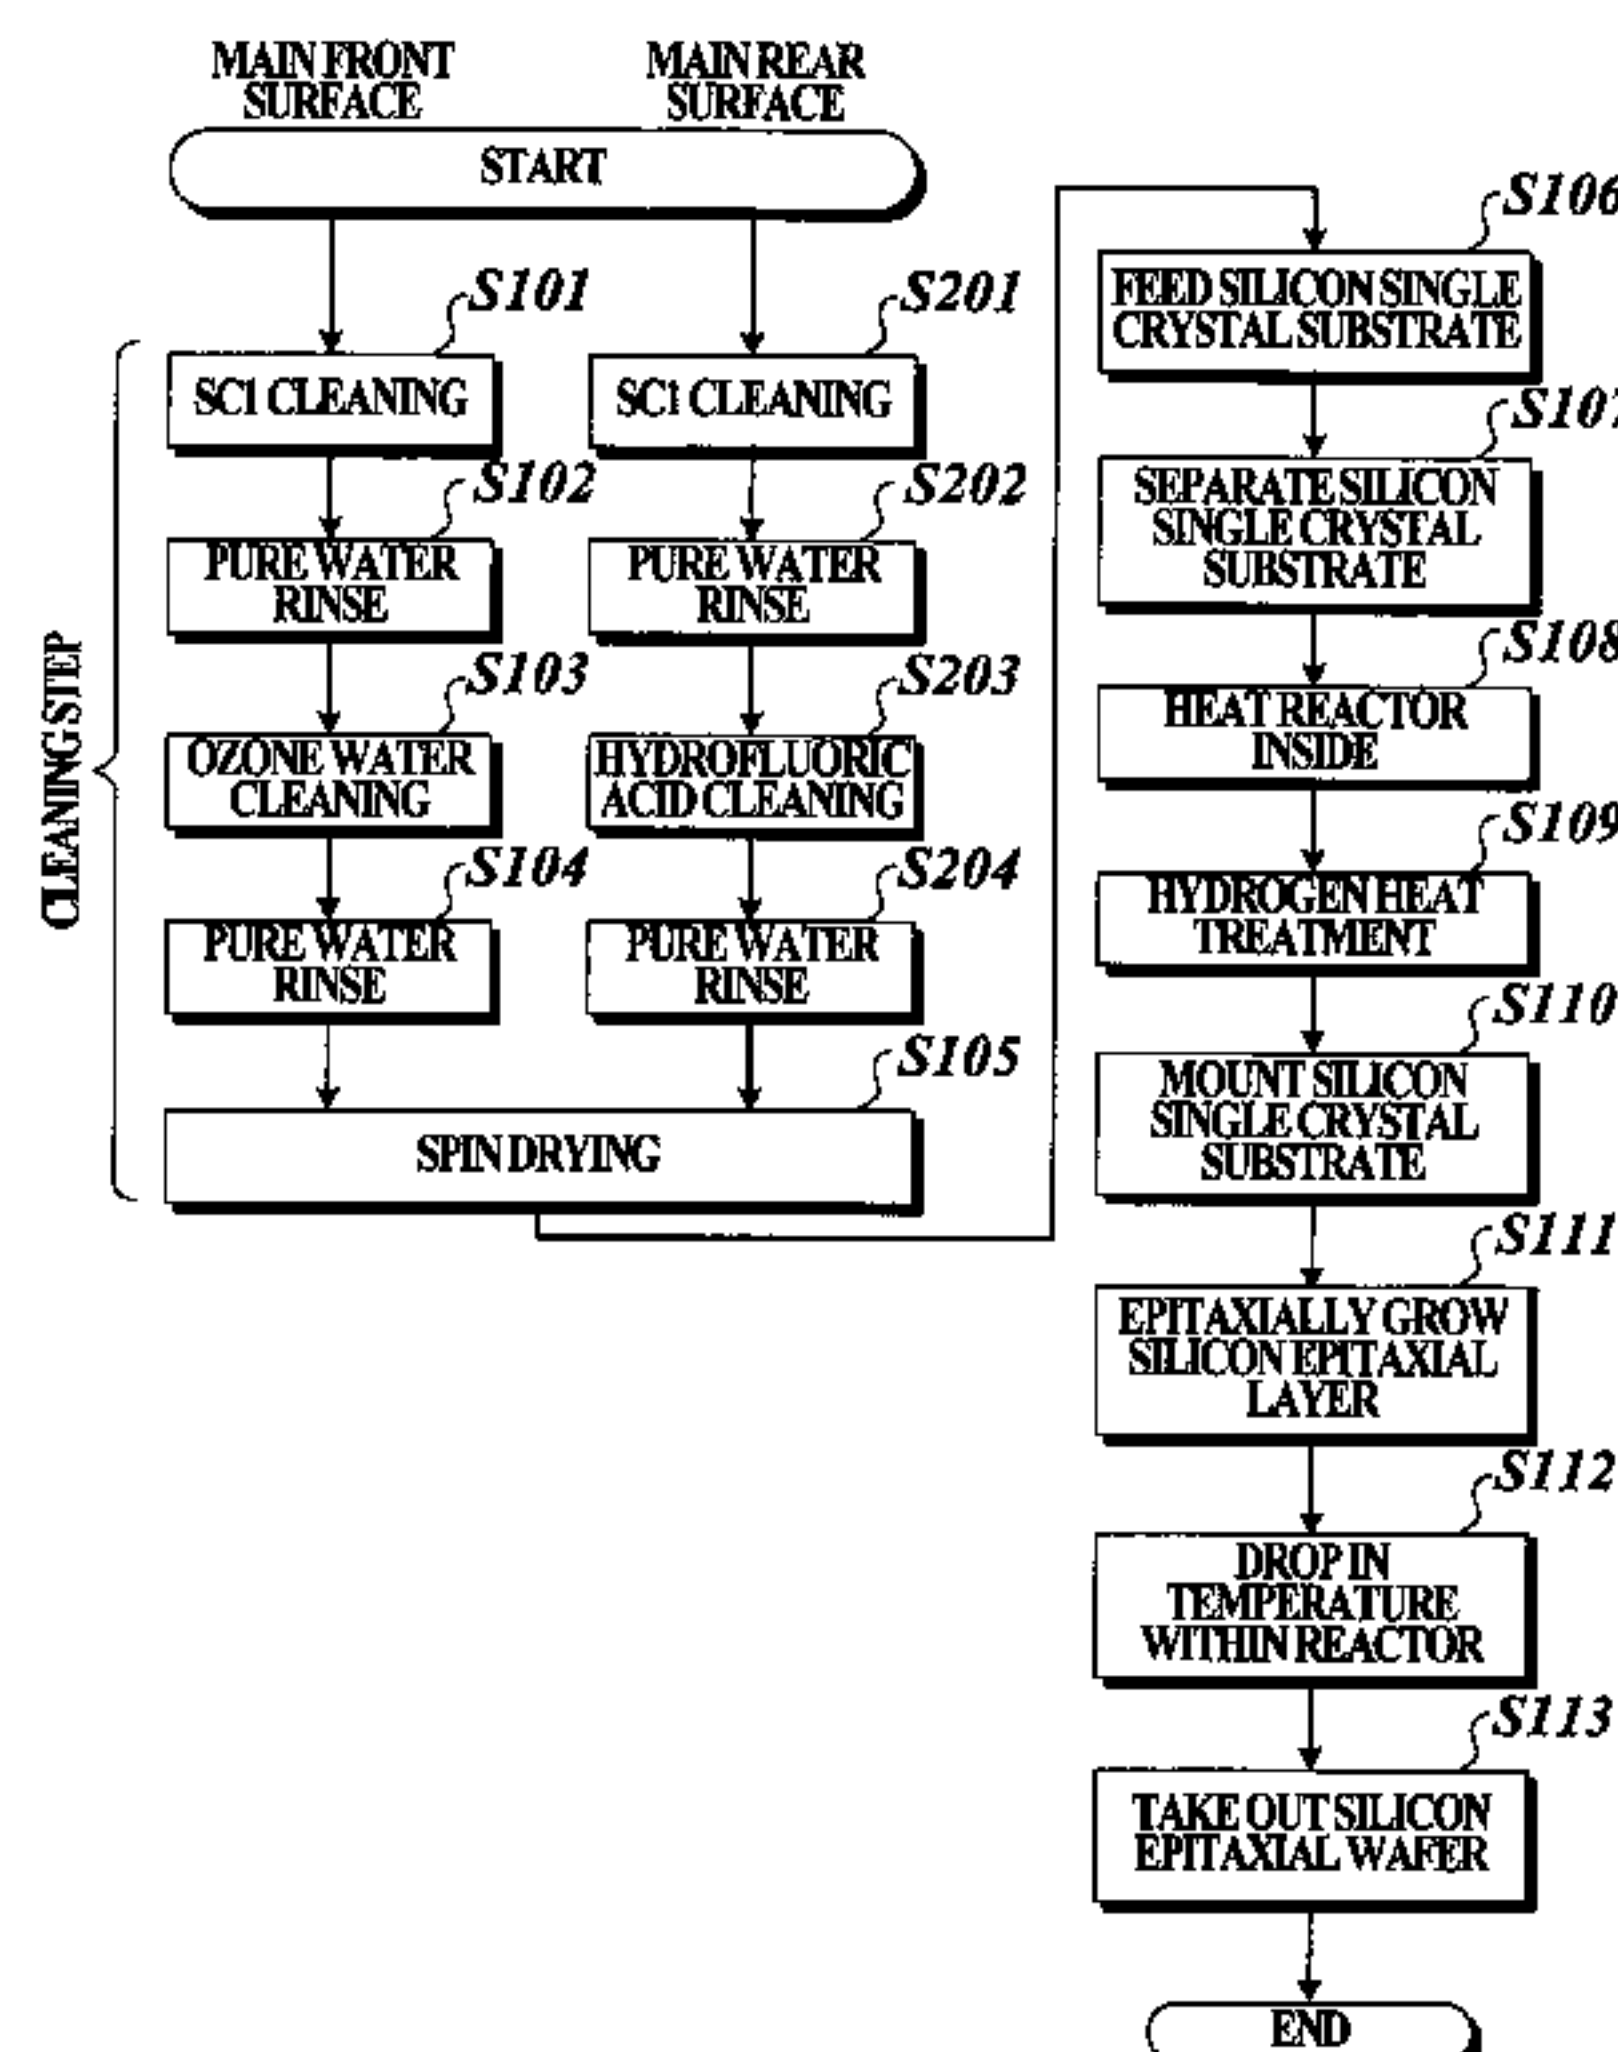 MAIN FRONT
SURFACE
MAIN REAR
SURFACE
START
S101
SC1 CLEANING
S201
SC1 CLEANING
S102
PURE WATER
RINSE
S202
PURE WATER
RINSE
S103
OZONE WATER
CLEANING
S203
HYDROFLUORIC
ACID CLEANING
S104
PURE WATER
RINSE
S204
PURE WATER
RINSE
S105
SPIN DRYING
CLEANING STEP
S106
FEED SILICON SINGLE
CRYSTAL SUBSTRATE
S107
SEPARATE SILICON
SINGLE CRYSTAL
SUBSTRATE
S108
HEAT REACTOR
INSIDE
S109
HYDROGEN HEAT
TREATMENT
S110
MOUNT SILICON
SINGLE CRYSTAL
SUBSTRATE
S111
EPITAXIALLY GROW
SILICON EPITAXIAL
LAYER
S112
DROP IN
TEMPERATURE
WITHIN REACTOR
S113
TAKE OUT SILICON
EPITAXIAL WAFER
END